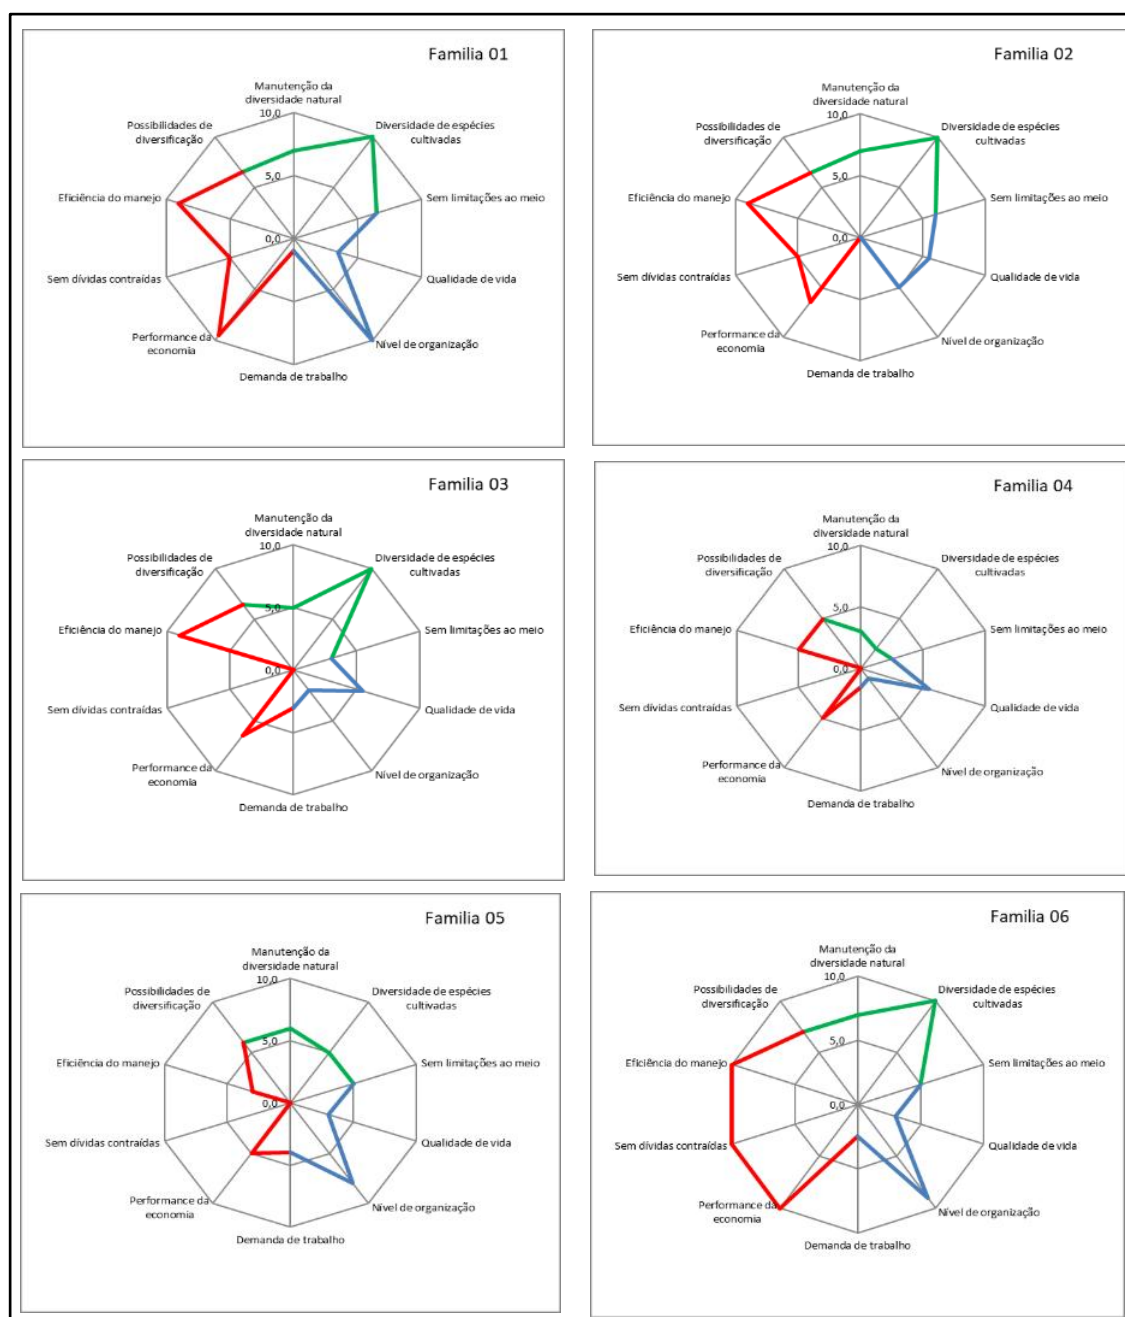 Familia 01
Manutenção da
diversidade natural
10,0
Possibilidades de
diversificação
Diversidade de espécies
cultivadas
5,0
Eficiência do manejo
Sem limitações ao meio
0,0
Sem dívidas contraídas
Qualidade de vida
Performance da
economia
Nível de organização
Demanda de trabalho
Familia 02
Manutenção da
diversidade natural
10,0
Possibilidades de
diversificação
Diversidade de espécies
cultivadas
5,0
Eficiência do manejo
Sem limitações ao meio
0,0
Sem dívidas contraídas
Qualidade de vida
Performance da
economia
Nível de organização
Demanda de trabalho
Familia 03
Manutenção da
diversidade natural
10,0
Possibilidades de
diversificação
Diversidade de espécies
cultivadas
5,0
Eficiência do manejo
Sem limitações ao meio
0,0
Sem dívidas contraídas
Qualidade de vida
Performance da
economia
Nível de organização
Demanda de trabalho
Familia 04
Manutenção da
diversidade natural
10,0
Possibilidades de
diversificação
Diversidade de espécies
cultivadas
5,0
Eficiência do manejo
Sem limitações ao meio
0,0
Sem dívidas contraídas
Qualidade de vida
Performance da
economia
Nível de organização
Demanda de trabalho
Familia 05
Manutenção da
diversidade natural
10,0
Possibilidades de
diversificação
Diversidade de espécies
cultivadas
5,0
Eficiência do manejo
Sem limitações ao meio
0,0
Sem dívidas contraídas
Qualidade de vida
Performance da
economia
Nível de organização
Demanda de trabalho
Familia 06
Manutenção da
diversidade natural
10,0
Possibilidades de
diversificação
Diversidade de espécies
cultivadas
5,0
Eficiência do manejo
Sem limitações ao meio
0,0
Sem dívidas contraídas
Qualidade de vida
Performance da
economia
Nível de organização
Demanda de trabalho